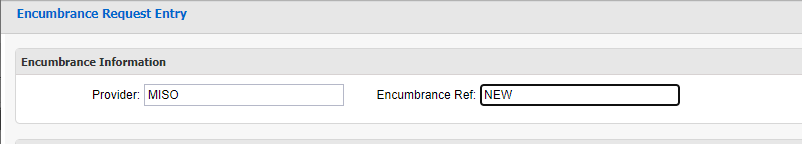 Encumbrance Request Entry
Encumbrance Information
Provider: MISO Encumbrance Ref: NEW